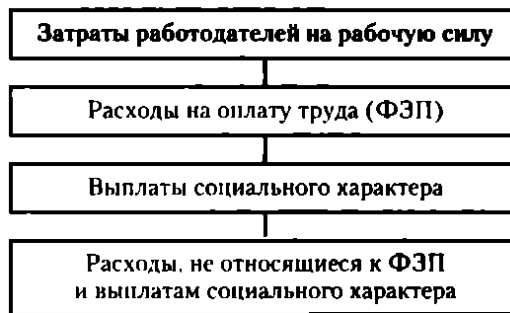 Затраты работодателей на рабочую силу
Расходы на оплату труда (ФЗП)
Выплаты социального характера
Расходы, не относящиеся к ФЗП
и выплатам социального характера